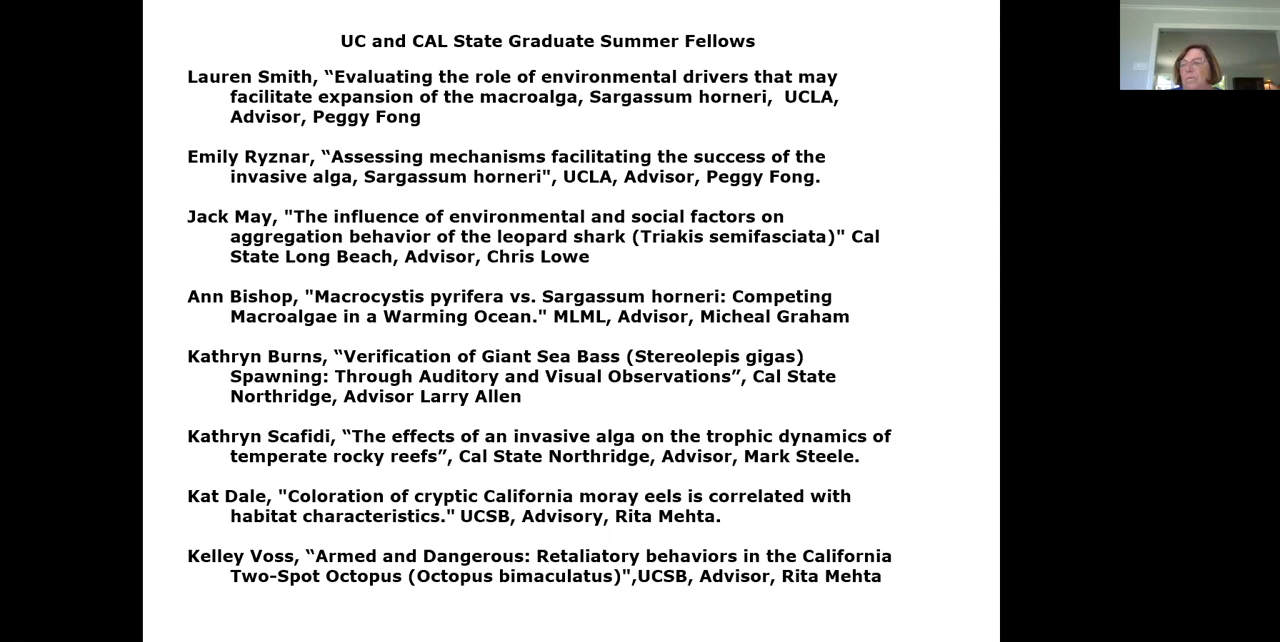 UC and CAL State Graduate Summer Fellows
Lauren Smith, “Evaluating the role of environmental drivers that may
facilitate expansion of the macroalga, Sargassum horneri,  UCLA,
Advisor, Peggy Fong
Emily Ryznar, “Assessing mechanisms facilitating the success of the
invasive alga, Sargassum horneri", UCLA, Advisor, Peggy Fong.
Jack May, "The influence of environmental and social factors on
aggregation behavior of the leopard shark (Triakis semifasciata)" Cal
State Long Beach, Advisor, Chris Lowe
Ann Bishop, "Macrocystis pyrifera vs. Sargassum horneri: Competing
Macroalgae in a Warming Ocean." MLML, Advisor, Micheal Graham
Kathryn Burns, “Verification of Giant Sea Bass (Stereolepis gigas)
Spawning: Through Auditory and Visual Observations”, Cal State
Northridge, Advisor Larry Allen
Kathryn Scafidi, “The effects of an invasive alga on the trophic dynamics of
temperate rocky reefs”, Cal State Northridge, Advisor, Mark Steele.
Kat Dale, "Coloration of cryptic California moray eels is correlated with
habitat characteristics." UCSB, Advisory, Rita Mehta.
Kelley Voss, “Armed and Dangerous: Retaliatory behaviors in the California
Two-Spot Octopus (Octopus bimaculatus)",UCSB, Advisor, Rita Mehta